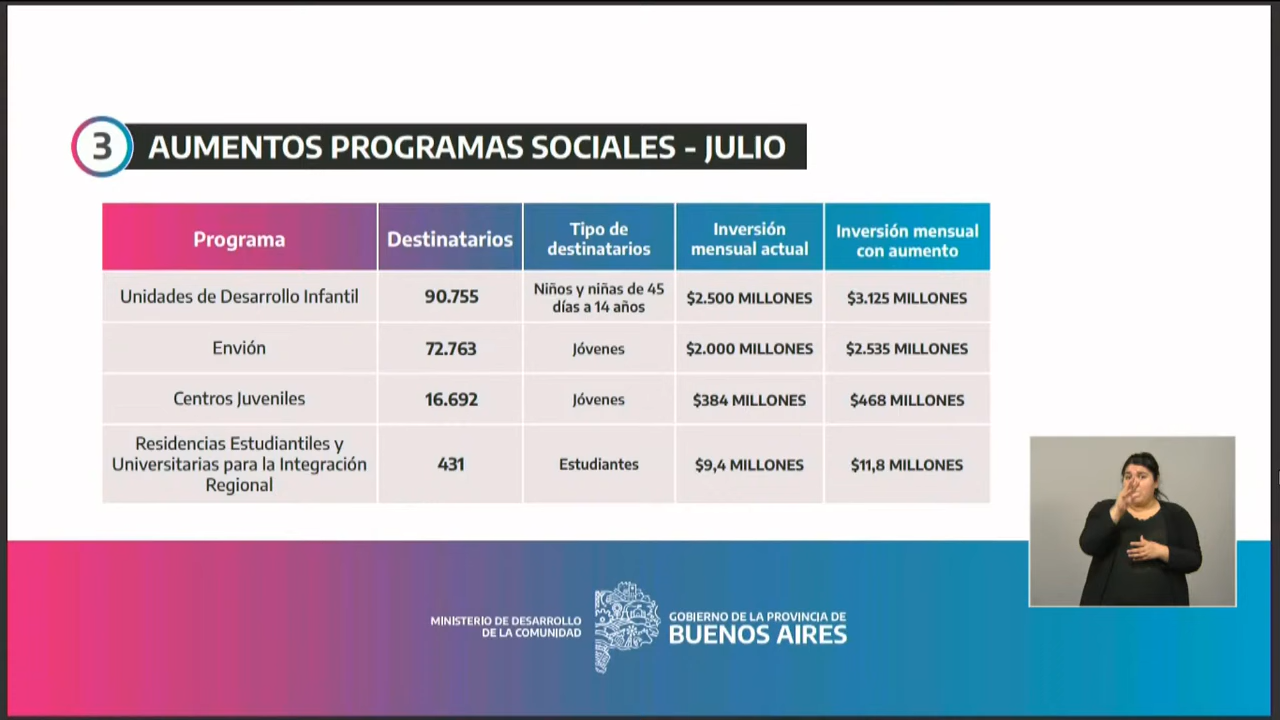 3
AUMENTOS PROGRAMAS SOCIALES - JULIO
Programa
Destinatarios
Tipo de
destinatarios
Inversión
mensual actual
Inversión mensual
con aumento
Unidades de Desarrollo Infantil
90.755
Niños y niñas de 45
días a 14 años
$2.500 MILLONES
$3.125 MILLONES
Envión
72.763
Jóvenes
$2.000 MILLONES
$2.535 MILLONES
Centros Juveniles
16.692
Jóvenes
$384 MILLONES
$468 MILLONES
Residencias Estudiantiles y
Universitarias para la Integración
Regional
431
Estudiantes
$9,4 MILLONES
$11,8 MILLONES
MINISTERIO DE DESARROLLO
DE LA COMUNIDAD
GOBIERNO DE LA PROVINCIA DE
BUENOS AIRES